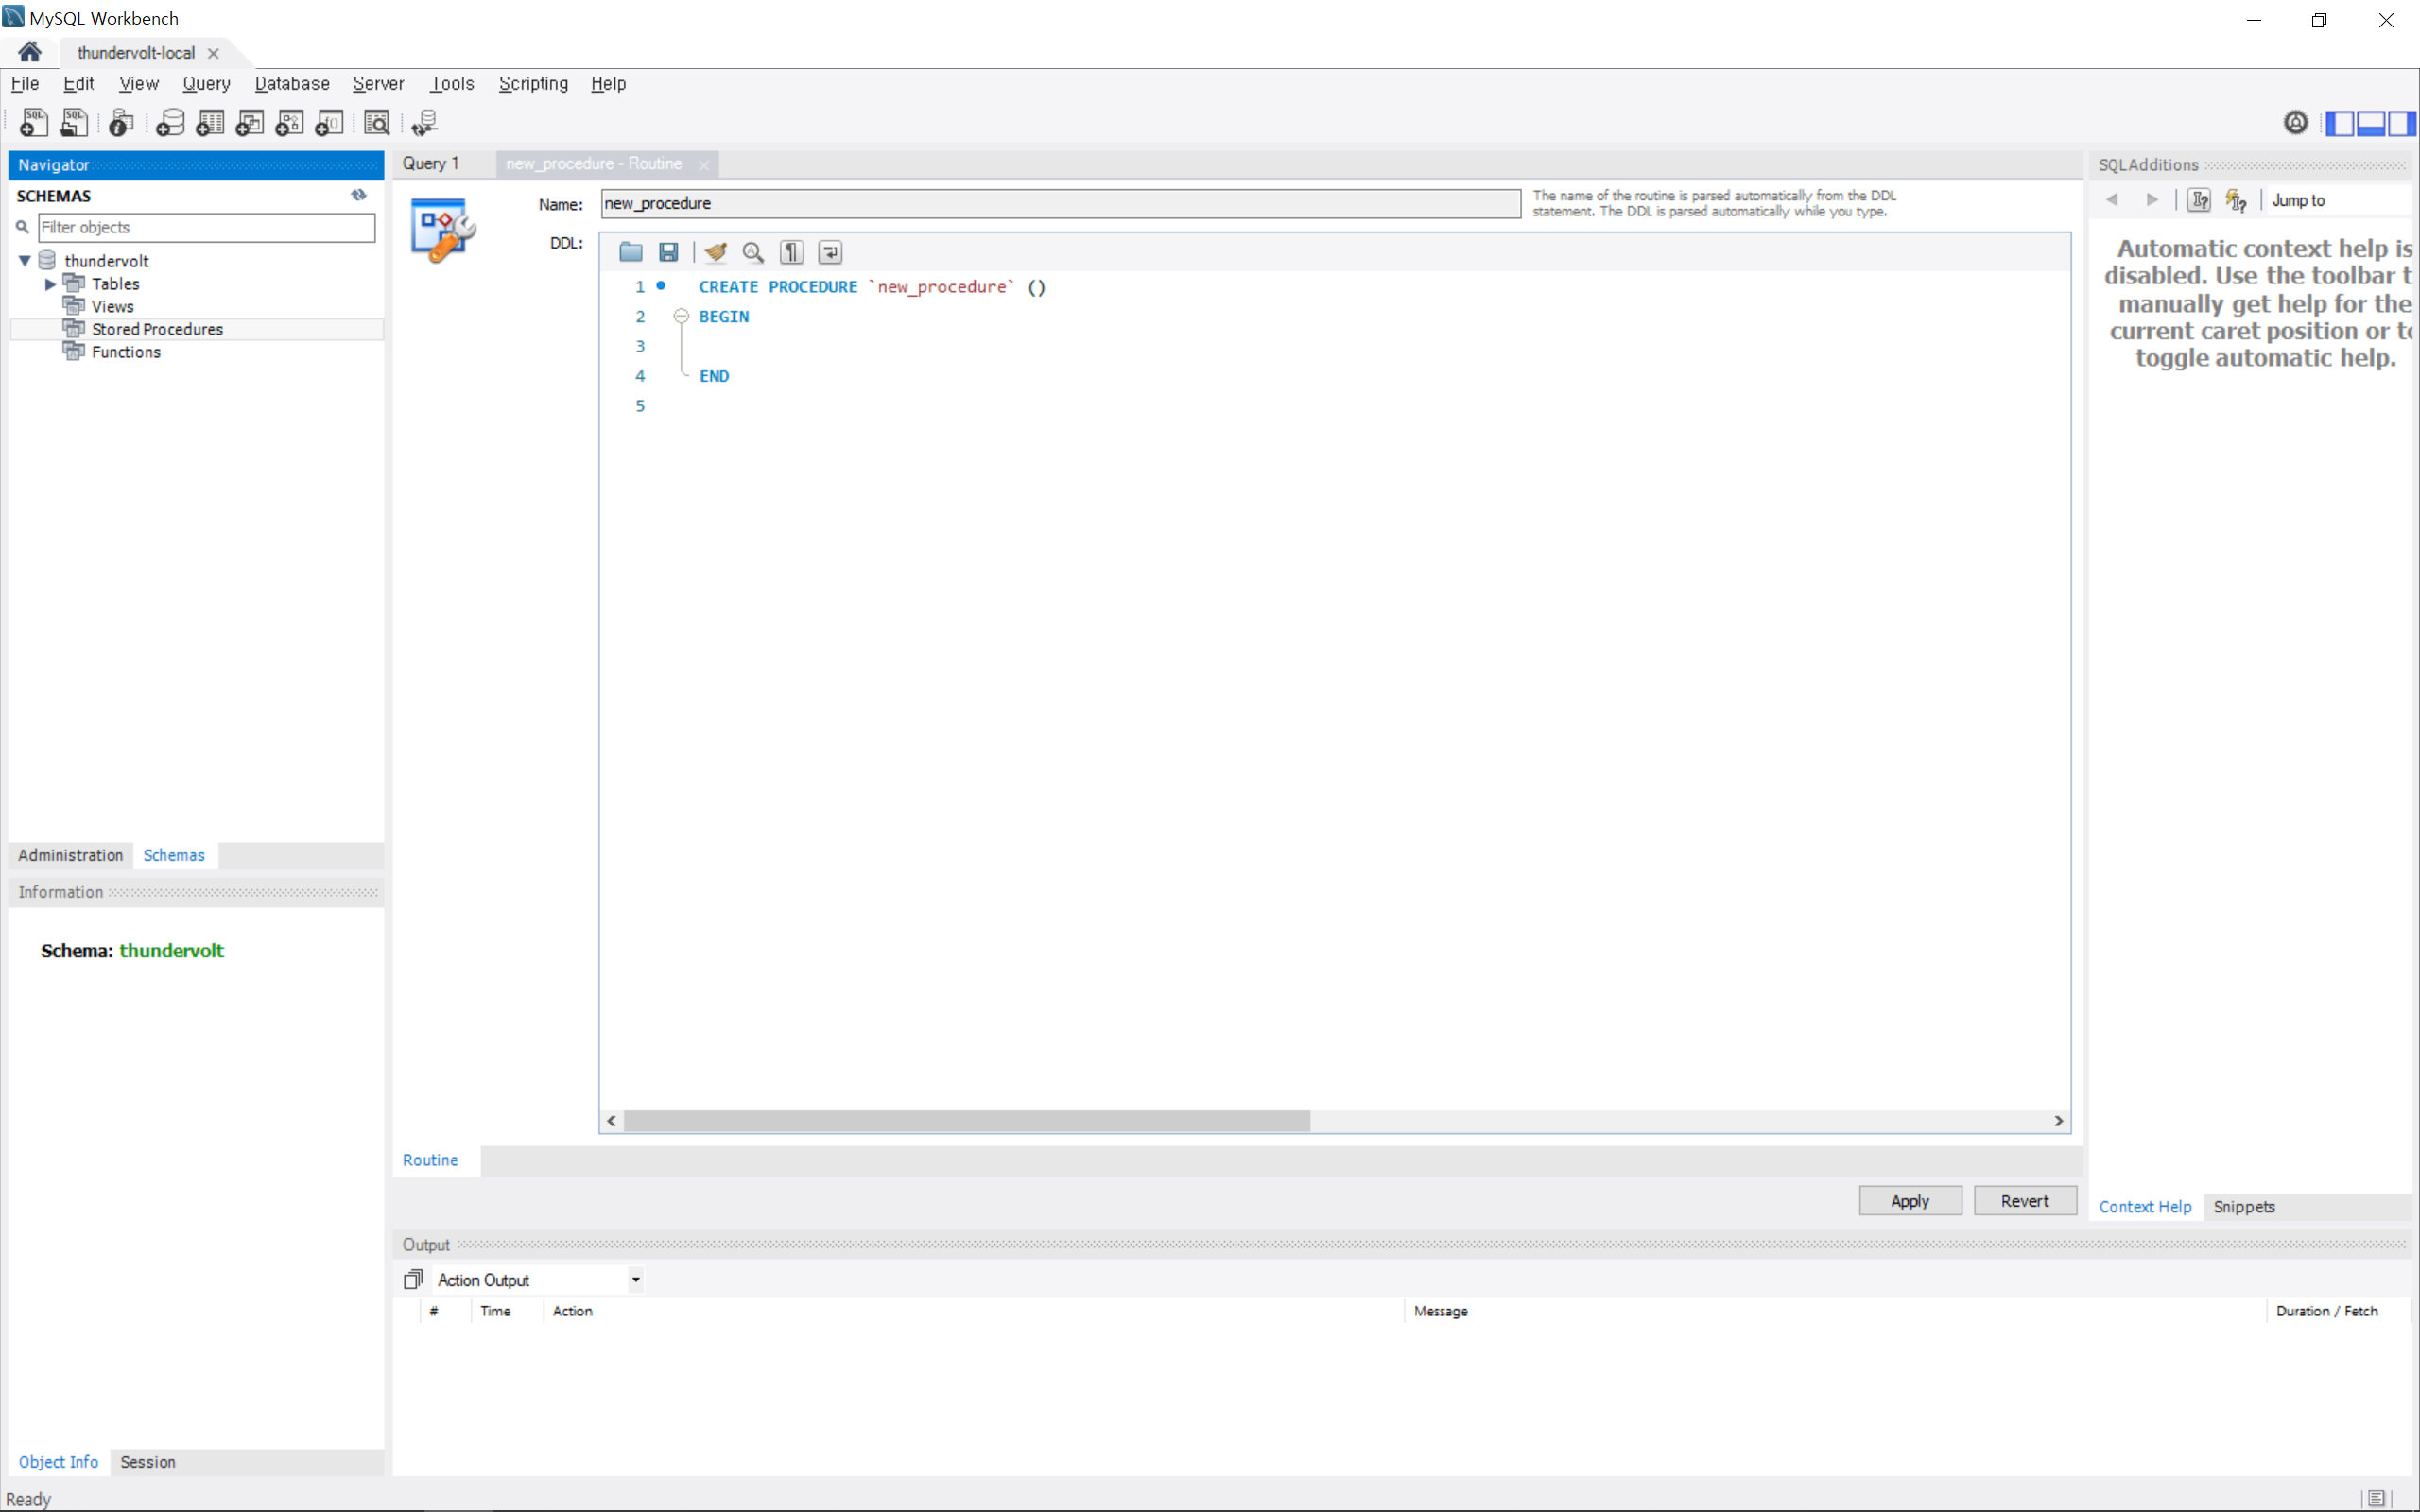 MySQL Workbench
thundervolt-local
File Edit View Query Database Server Tools Scripting Help
Navigator
SCHEMAS
Filter objects
thundervolt
Tables
Views
Stored Procedures
Functions
Administration Schemas
Information
Schema: thundervolt
Object Info Session
Query 1 new_procedure - Routine
Name: new_procedure
The name of the routine is parsed automatically from the DDL
statement. The DDL is parsed automatically while you type.
DDL:
1 CREATE PROCEDURE `new_procedure` ()
2 BEGIN
3
4 END
5
Routine
Apply Revert
SQLAdditions
Jump to
Automatic context help is
disabled. Use the toolbar t
manually get help for the
current caret position or to
toggle automatic help.
Context Help Snippets
Output
Action Output
# Time Action Message Duration / Fetch
Ready